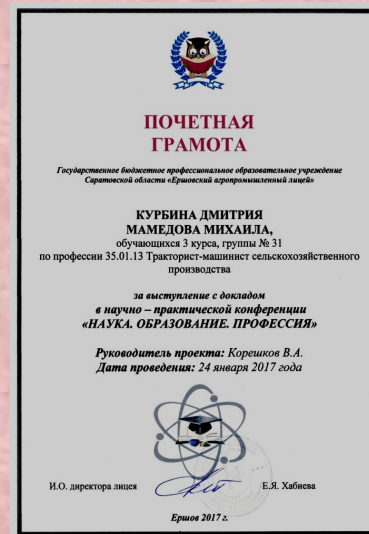 ПОЧЕТНАЯ
ГРАМОТА
Государственное бюджетное профессиональное образовательное учреждение
Саратовской области «Ершовский агропромышленный лицей»
КУРБИНА ДМИТРИЯ
МАМЕДОВА МИХАИЛА,
обучающихся 3 курса, группы № 31
по профессии 35.01.13 Тракторист-машинист сельскохозяйственного
производства
за выступление с докладом
в научно – практической конференции
«НАУКА. ОБРАЗОВАНИЕ. ПРОФЕССИЯ»
Руководитель проекта: Корешков В.А.
Дата проведения: 24 января 2017 года
И.О. директора лицея Е.Я. Хабиева
Ершов 2017 г.